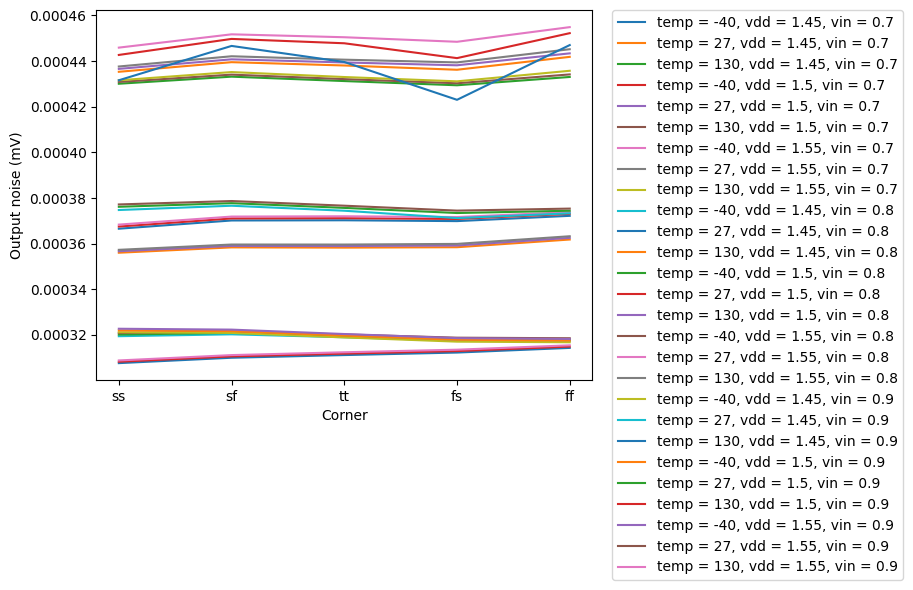 0.00046
0.00044
0.00042
0.00040
0.00038
0.00036
0.00034
0.00032
Output noise (mV)
ss sf tt fs ff
Corner
temp = -40, vdd = 1.45, vin = 0.7
temp = 27, vdd = 1.45, vin = 0.7
temp = 130, vdd = 1.45, vin = 0.7
temp = -40, vdd = 1.5, vin = 0.7
temp = 27, vdd = 1.5, vin = 0.7
temp = 130, vdd = 1.5, vin = 0.7
temp = -40, vdd = 1.55, vin = 0.7
temp = 27, vdd = 1.55, vin = 0.7
temp = 130, vdd = 1.55, vin = 0.7
temp = -40, vdd = 1.45, vin = 0.8
temp = 27, vdd = 1.45, vin = 0.8
temp = 130, vdd = 1.45, vin = 0.8
temp = -40, vdd = 1.5, vin = 0.8
temp = 27, vdd = 1.5, vin = 0.8
temp = 130, vdd = 1.5, vin = 0.8
temp = -40, vdd = 1.55, vin = 0.8
temp = 27, vdd = 1.55, vin = 0.8
temp = 130, vdd = 1.55, vin = 0.8
temp = -40, vdd = 1.45, vin = 0.9
temp = 27, vdd = 1.45, vin = 0.9
temp = 130, vdd = 1.45, vin = 0.9
temp = -40, vdd = 1.5, vin = 0.9
temp = 27, vdd = 1.5, vin = 0.9
temp = 130, vdd = 1.5, vin = 0.9
temp = -40, vdd = 1.55, vin = 0.9
temp = 27, vdd = 1.55, vin = 0.9
temp = 130, vdd = 1.55, vin = 0.9